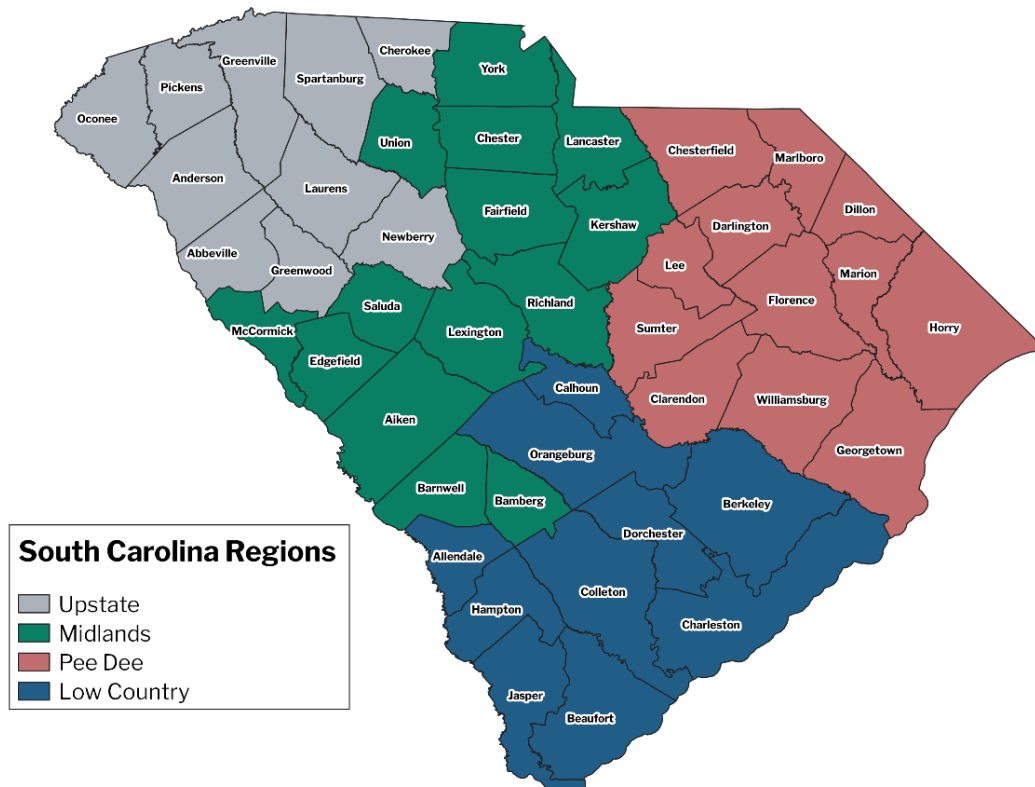 Cherokee
Greenville
York
Spartanburg
Pickens
Oconee
Union
Chester
Lancaster
Chesterfield
Marlboro
Anderson
Laurens
Fairfield
Dillon
Kershaw
Darlington
Newberry
Abbeville
Greenwood
Lee
Marion
Saluda
Richland
Florence
McCormick
Lexington
Sumter
Horry
Edgefield
Calhoun
Clarendon
Williamsburg
Aiken
Orangeburg
Georgetown
Barnwell
Bamberg
Berkeley
Dorchester
Allendale
Colleton
Hampton
Charleston
Jasper
Beaufort
South Carolina Regions
Upstate
Midlands
Pee Dee
Low Country